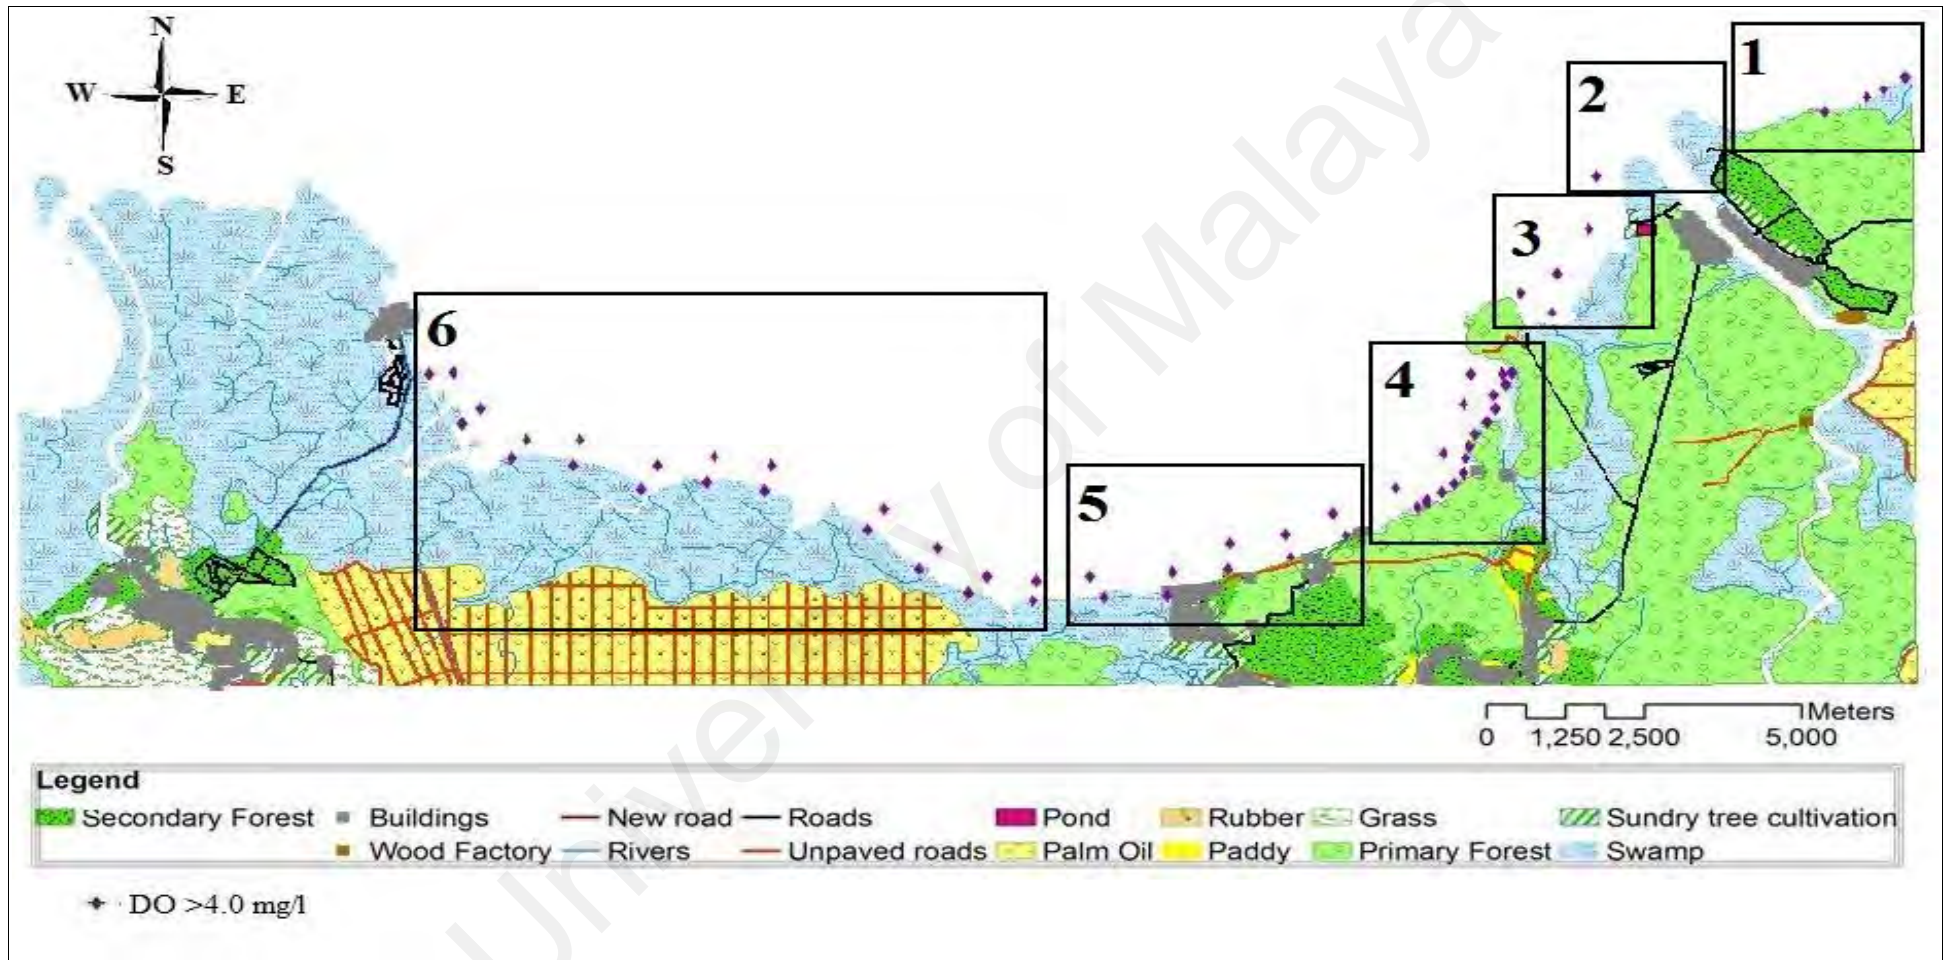 N
W E
S
1
2
3
4
5
6
Meters
0 1,250 2,500 5,000
Legend
Secondary Forest Buildings New road Roads Pond Rubber Grass Sundry tree cultivation
Wood Factory Rivers Unpaved roads Palm Oil Paddy Primary Forest Swamp
DO >4.0 mg/l
University of Malaya